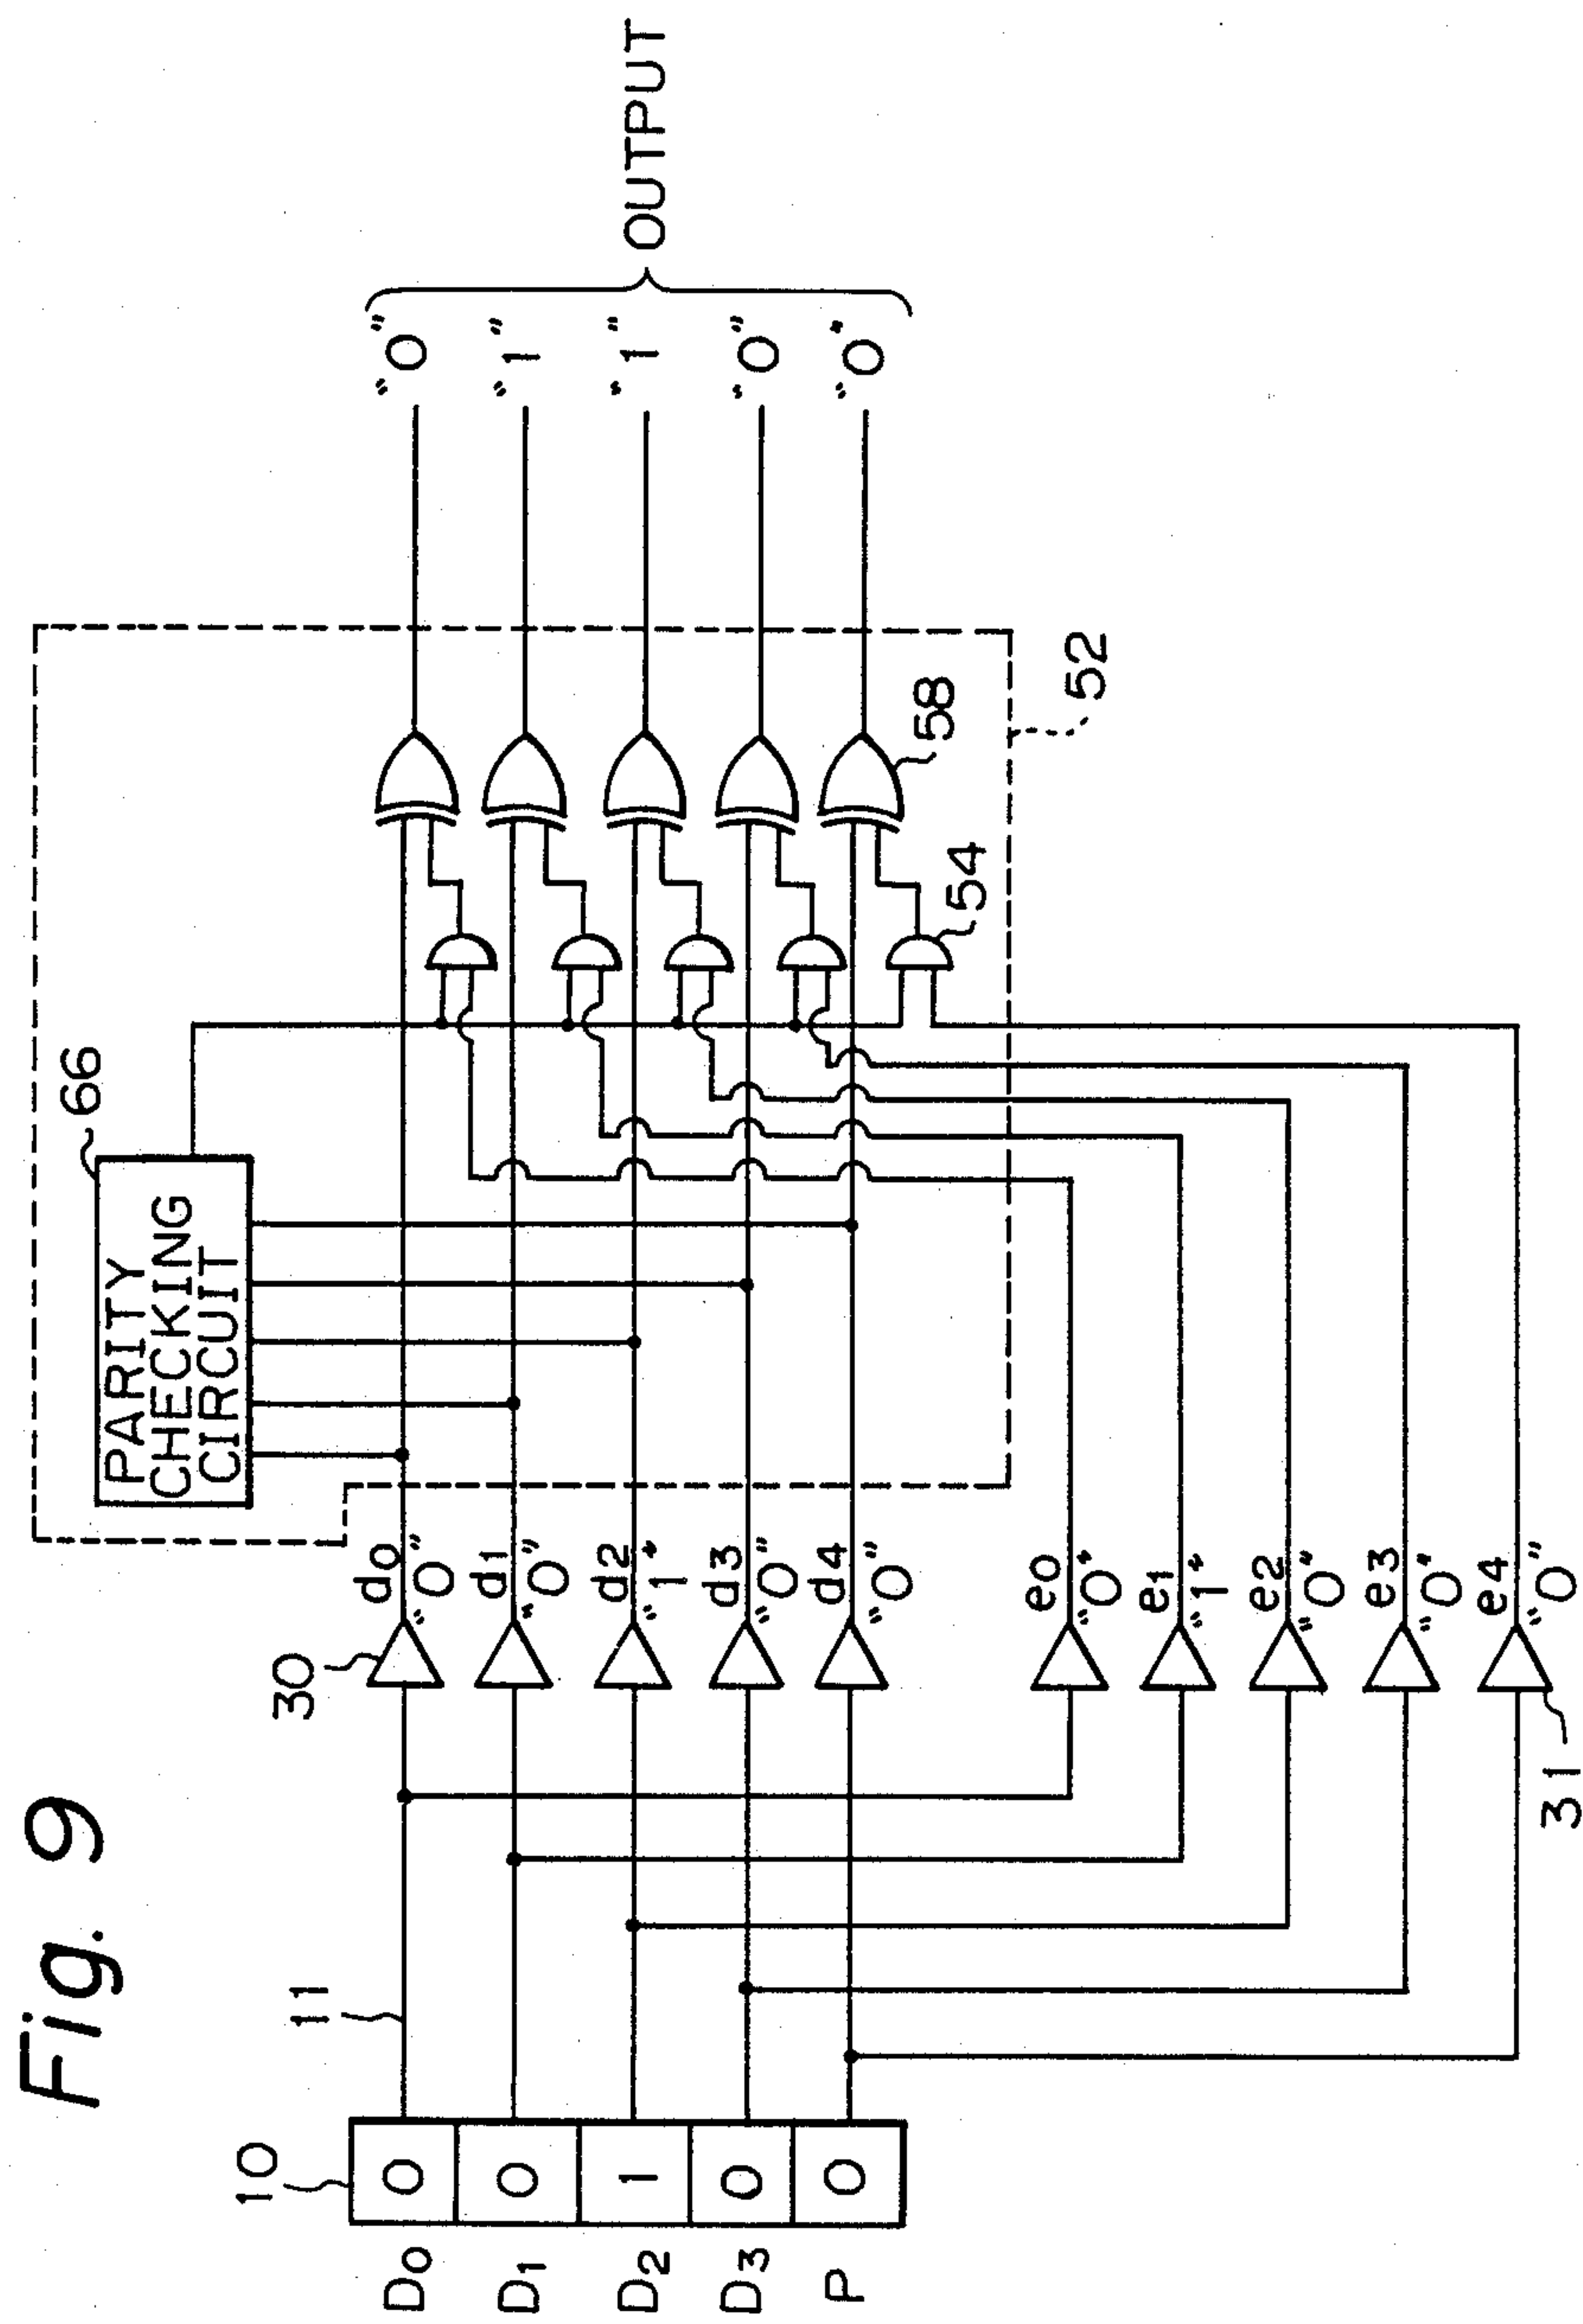 Fig. 9
10
11
30
66
PARITY
CHECKING
CIRCUIT
D0 0
D1 0
D2 1
D3 0
P 0
d0 "0"
d1 "0"
d2 "1"
d3 "0"
d4 "0"
e0 "0"
e1 "1"
e2 "0"
e3 "0"
e4 "0"
31
54
58
52
"0"
"1"
"1"
"0"
"0"
OUTPUT